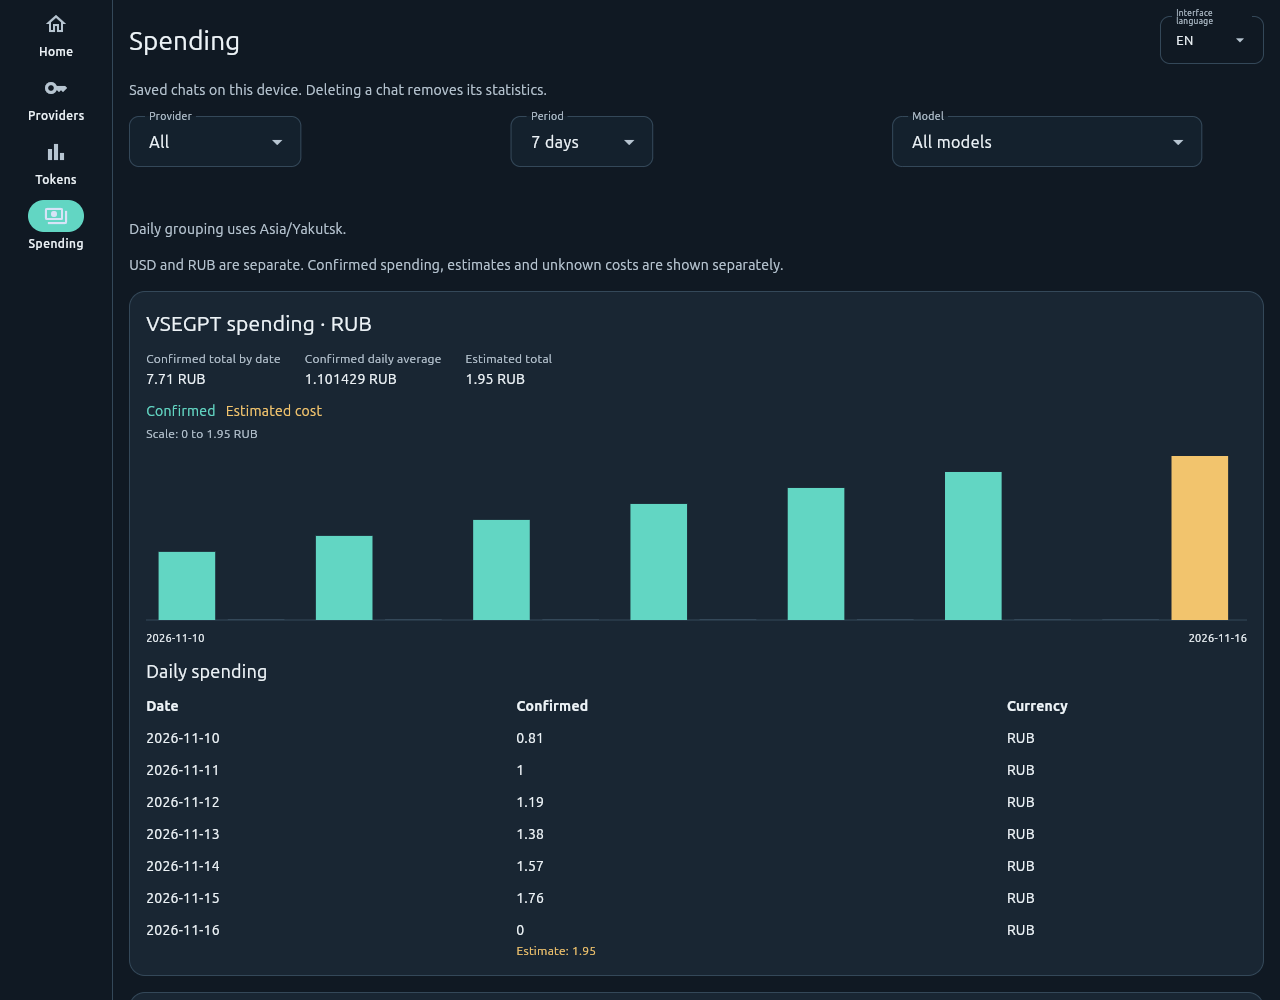 Home
Providers
Tokens
Spending
Spending
Interface language
EN
Saved chats on this device. Deleting a chat removes its statistics.
Provider
All
Period
7 days
Model
All models
Daily grouping uses Asia/Yakutsk.
USD and RUB are separate. Confirmed spending, estimates and unknown costs are shown separately.
VSEGPT spending · RUB
Confirmed total by date
7.71 RUB
Confirmed daily average
1.101429 RUB
Estimated total
1.95 RUB
Confirmed Estimated cost
Scale: 0 to 1.95 RUB
2026-11-10 2026-11-16
Daily spending
Date Confirmed Currency
2026-11-10 0.81 RUB
2026-11-11 1 RUB
2026-11-12 1.19 RUB
2026-11-13 1.38 RUB
2026-11-14 1.57 RUB
2026-11-15 1.76 RUB
2026-11-16 0 RUB
Estimate: 1.95